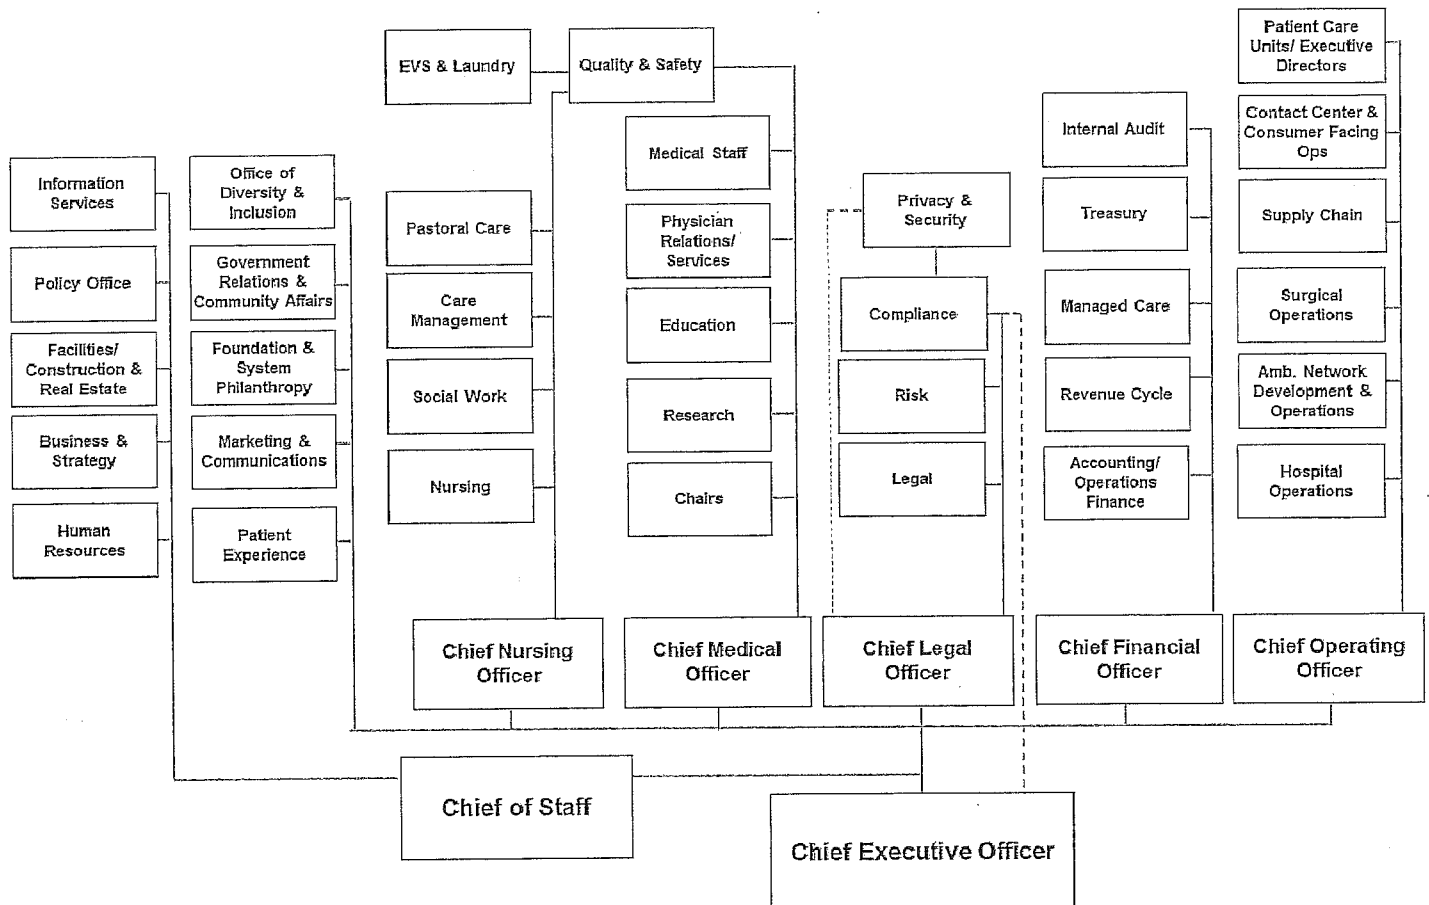 EVS & Laundry
Quality & Safety
Patient Care
Units/ Executive
Directors
Internal Audit
Contact Center &
Consumer Facing
Ops
Medical Staff
Information
Services
Office of
Diversity &
Inclusion
Pastoral Care
Physician
Relations/
Services
Privacy &
Security
Treasury
Supply Chain
Policy Office
Government
Relations &
Community Affairs
Care
Management
Education
Compliance
Managed Care
Surgical
Operations
Facilities/
Construction &
Real Estate
Foundation &
System
Philanthropy
Social Work
Research
Risk
Revenue Cycle
Amb. Network
Development &
Operations
Business &
Strategy
Marketing &
Communications
Nursing
Chairs
Legal
Accounting/
Operations
Finance
Hospital
Operations
Human
Resources
Patient
Experience
Chief Nursing
Officer
Chief Medical
Officer
Chief Legal
Officer
Chief Financial
Officer
Chief Operating
Officer
Chief of Staff
Chief Executive Officer